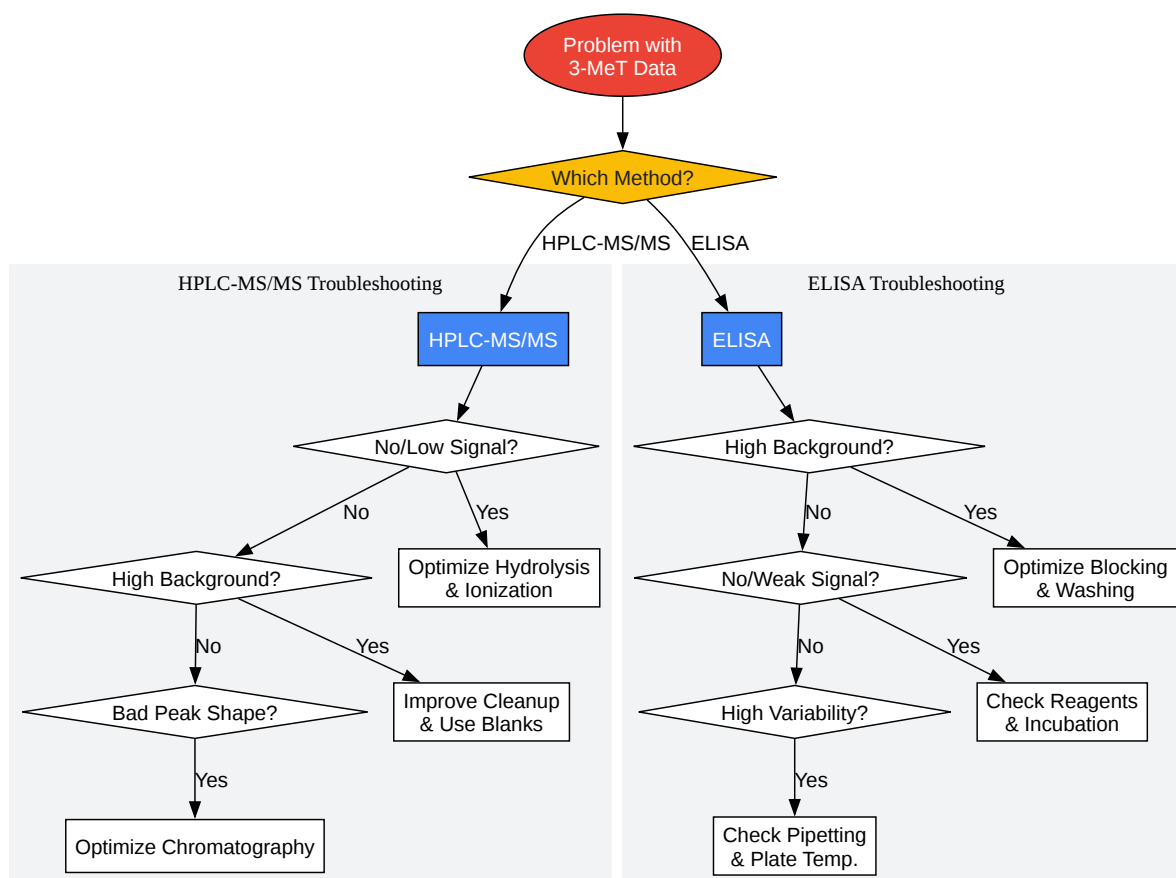 Problem with
3-MeT Data
Which Method?
HPLC-MS/MS
ELISA
HPLC-MS/MS Troubleshooting
ELISA Troubleshooting
HPLC-MS/MS
ELISA
No/Low Signal?
High Background?
No
Yes
No
Yes
High Background?
Optimize Hydrolysis
& Ionization
No/Weak Signal?
Optimize Blocking
& Washing
No
Yes
No
Yes
Bad Peak Shape?
Improve Cleanup
& Use Blanks
High Variability?
Check Reagents
& Incubation
Yes
Yes
Optimize Chromatography
Check Pipetting
& Plate Temp.